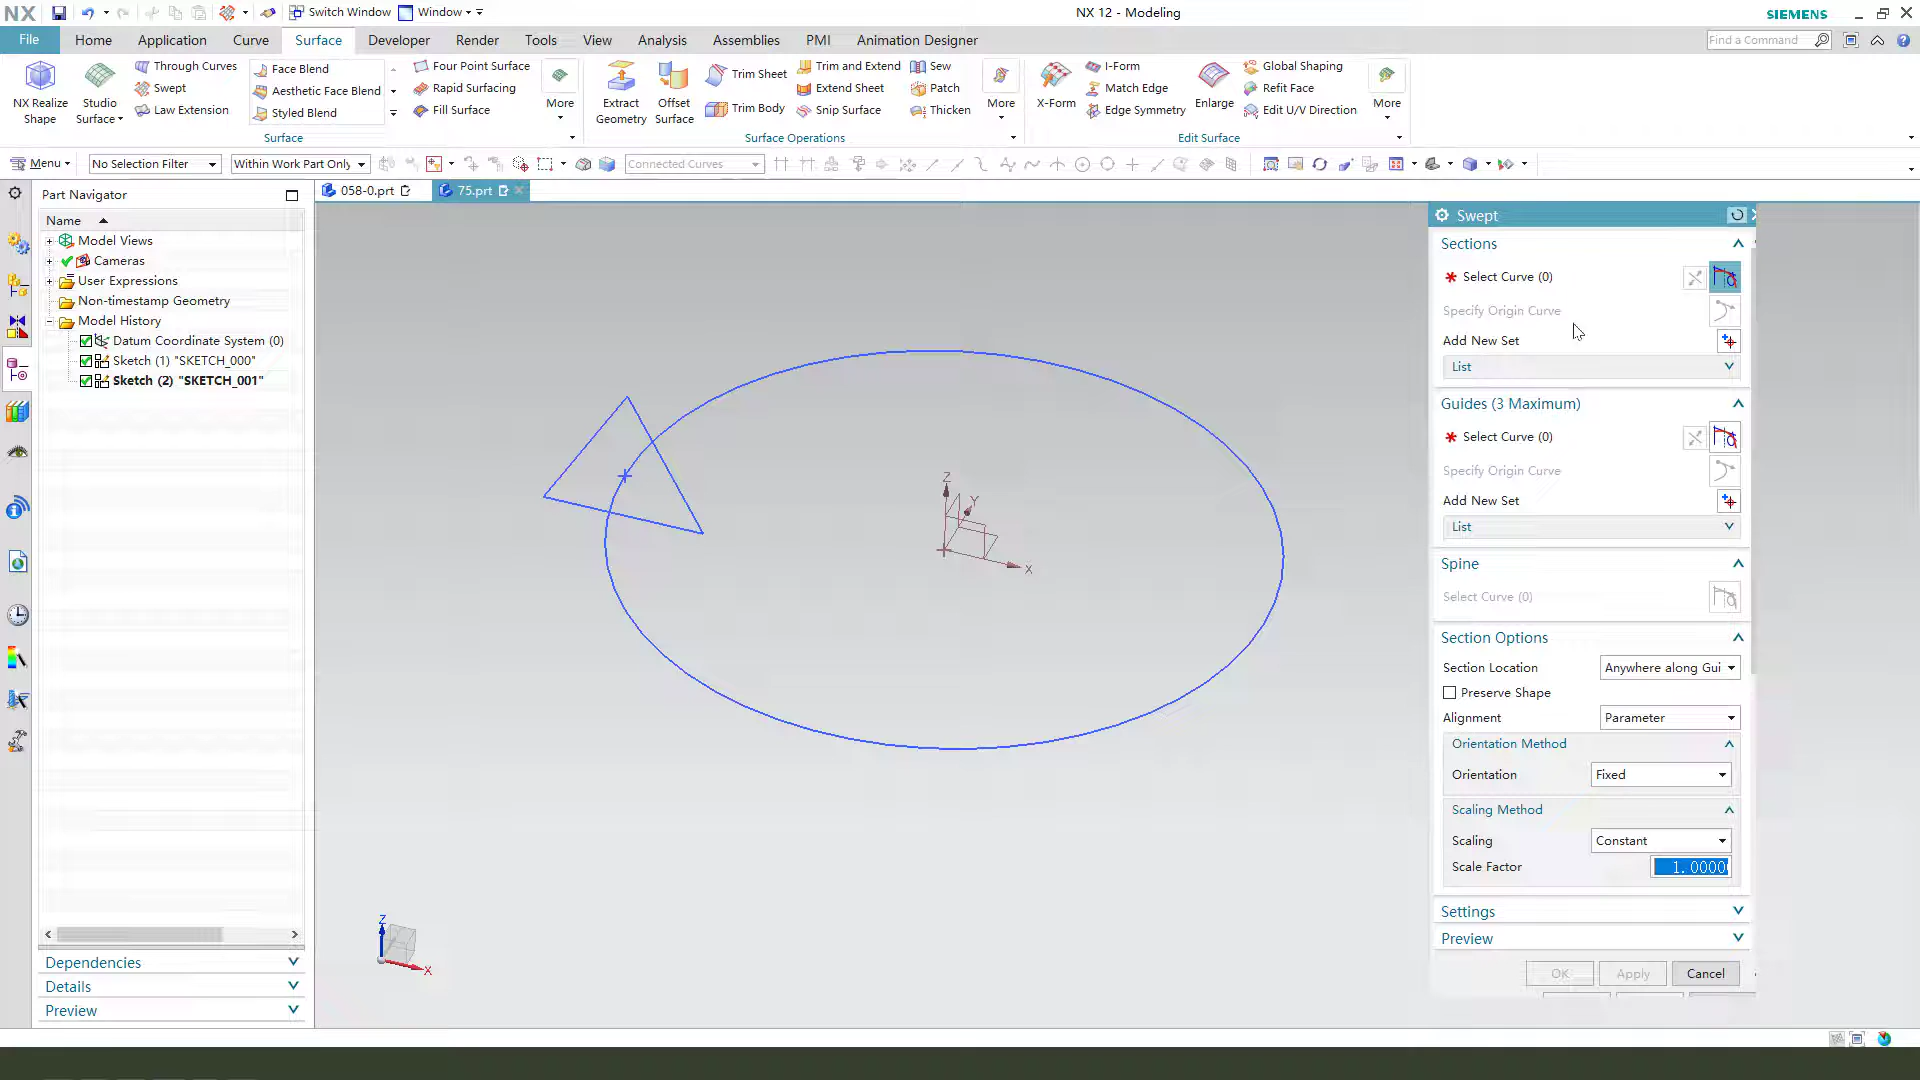 NX
Switch Window
Window
NX 12 - Modeling
SIEMENS
File
Home
Application
Curve
Surface
Developer
Render
Tools
View
Analysis
Assemblies
PMI
Animation Designer
Find a Command
NX Realize
Shape
Studio
Surface
Through Curves
Swept
Law Extension
Face Blend
Aesthetic Face Blend
Styled Blend
Four Point Surface
Rapid Surfacing
Fill Surface
More
Surface
Extract
Geometry
Offset
Surface
Trim Sheet
Trim Body
Trim and Extend
Extend Sheet
Snip Surface
Sew
Patch
Thicken
More
Surface Operations
X-Form
I-Form
Match Edge
Edge Symmetry
Enlarge
Global Shaping
Refit Face
Edit U/V Direction
More
Edit Surface
Menu
No Selection Filter
Within Work Part Only
Connected Curves
Part Navigator
058-0.prt
75.prt
Name
Model Views
Cameras
User Expressions
Non-timestamp Geometry
Model History
Datum Coordinate System (0)
Sketch (1) "SKETCH_000"
Sketch (2) "SKETCH_001"
Dependencies
Details
Preview
Z
Y
X
Z
X
Swept
Sections
* Select Curve (0)
Specify Origin Curve
Add New Set
List
Guides (3 Maximum)
* Select Curve (0)
Specify Origin Curve
Add New Set
List
Spine
Select Curve (0)
Section Options
Section Location
Anywhere along Gui
Preserve Shape
Alignment
Parameter
Orientation Method
Orientation
Fixed
Scaling Method
Scaling
Constant
Scale Factor
1.0000
Settings
Preview
OK
Apply
Cancel